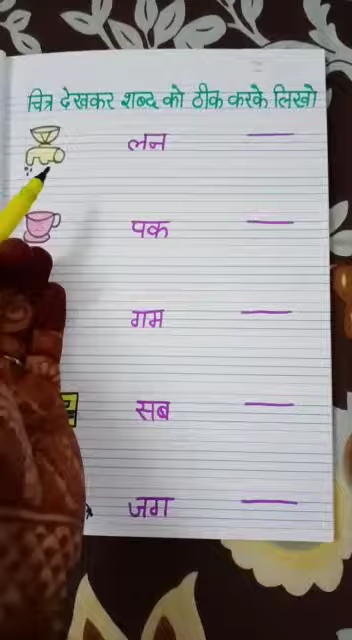 चित्र देखकर शब्द को ठीक करके लिखो
लन
पक
गम
सब
जग